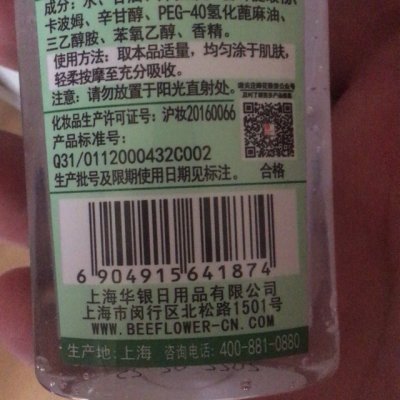 成分：水、甘油、
卡波姆、辛甘醇、PEG-40氢化蓖麻油、
三乙醇胺、苯氧乙醇、香精。
使用方法：取本品适量，均匀涂于肌肤，
轻柔按摩至充分吸收。
注意：请勿放置于阳光直射处。
化妆品生产许可证号：沪妆20160066
产品标准号：
Q31/0112000432C002
生产批号及限期使用日期见标注。
合格
6 904915 641874
上海华银日用品有限公司
上海市闵行区北松路1501号
WWW.BEEFLOWER-CN.COM
生产地：上海 咨询电话：400-881-0880